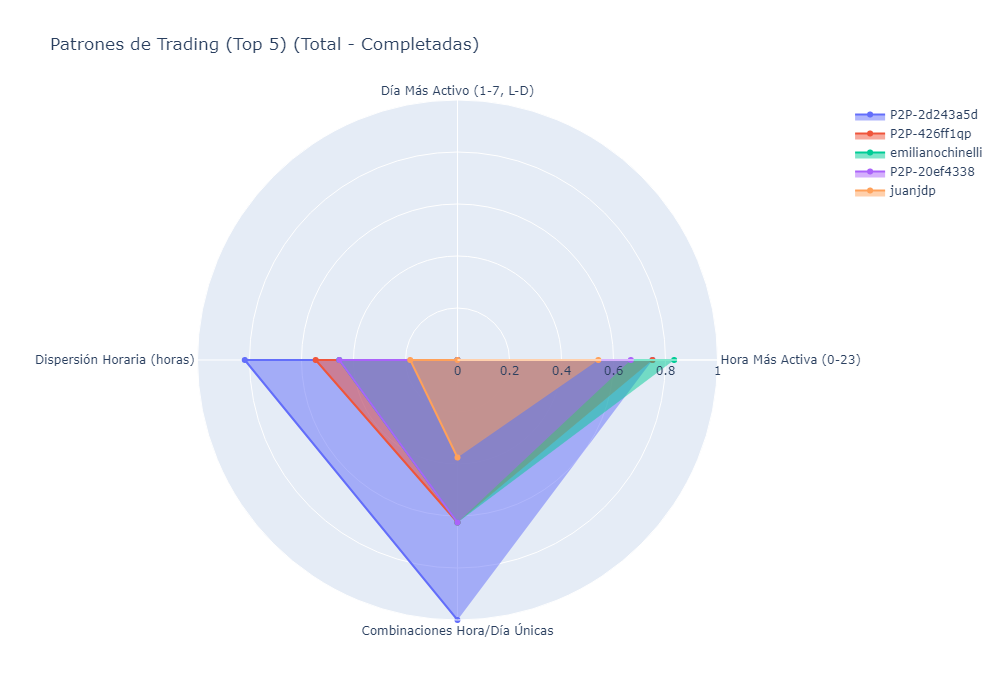 Patrones de Trading (Top 5) (Total - Completadas)
Día Más Activo (1-7, L-D)
P2P-2d243a5d
P2P-426ff1qp
emilianochinelli
P2P-20ef4338
juanjdp
Dispersión Horaria (horas)
Hora Más Activa (0-23)
0 0.2 0.4 0.6 0.8 1
Combinaciones Hora/Día Únicas